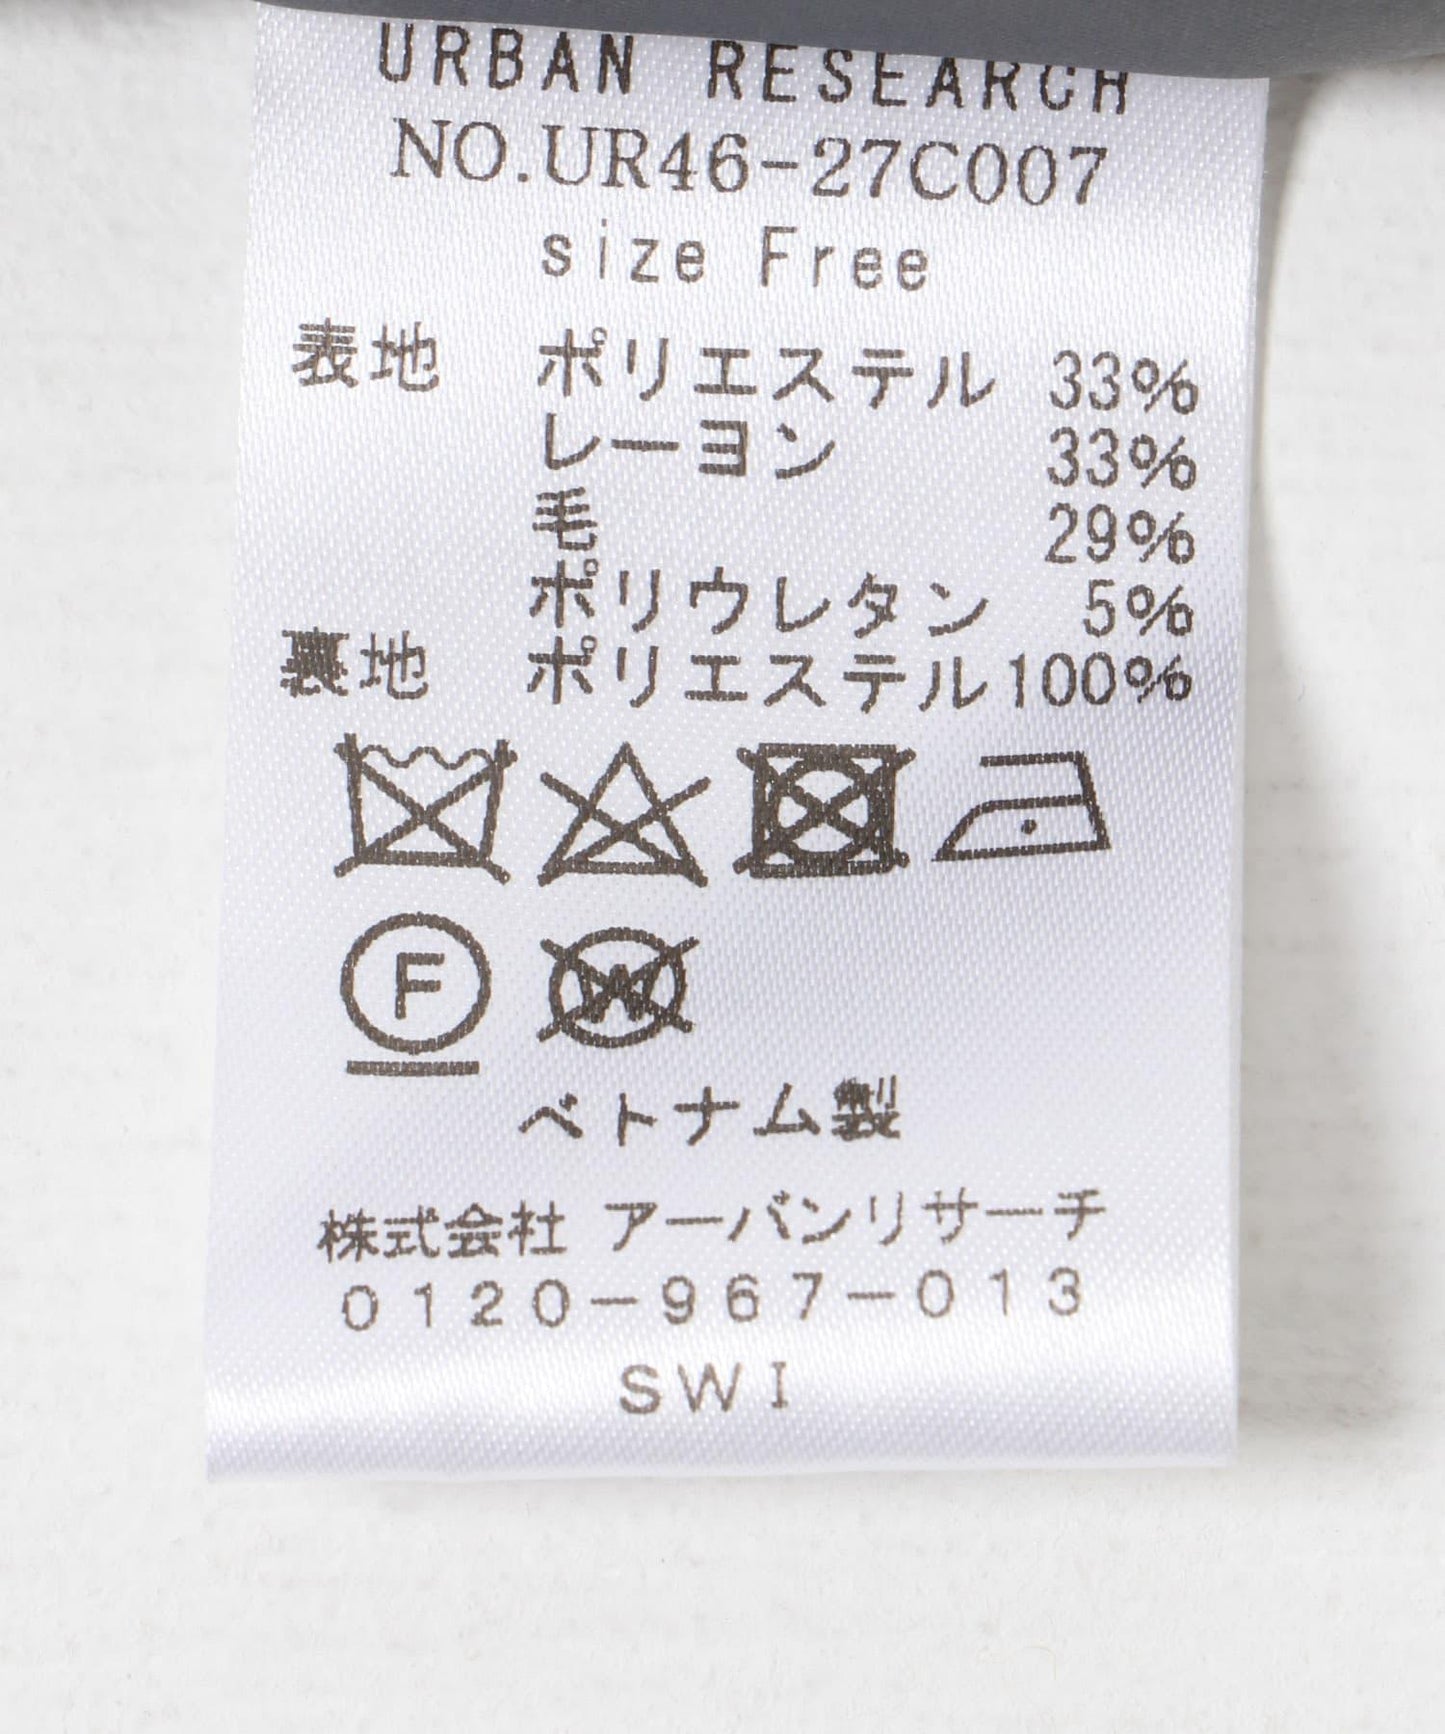 URBAN RESEARCH
NO.UR46-27C007
size Free
表地 ポリエステル 33%
レーヨン 33%
毛 29%
ポリウレタン 5%
裏地 ポリエステル 100%
F
W
ベトナム製
株式会社 アーバンリサーチ
0120-967-013
SWI